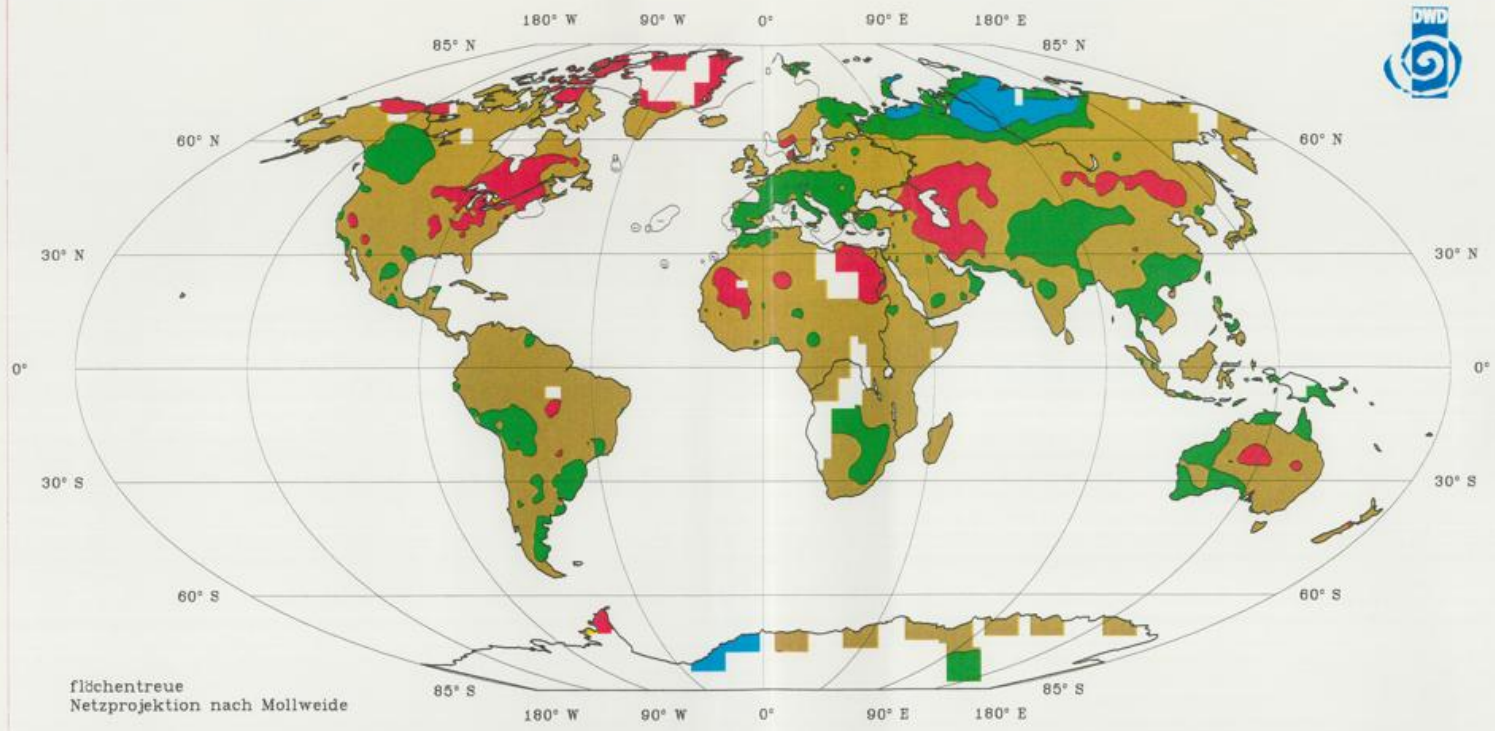 180° W 90° W 0° 90° E 180° E
DWD
85° N 85° N
60° N 60° N
30° N 30° N
0° 0°
30° S 30° S
60° S 60° S
flächentreue
Netzprojektion nach Mollweide
85° S 85° S
180° W 90° W 0° 90° E 180° E